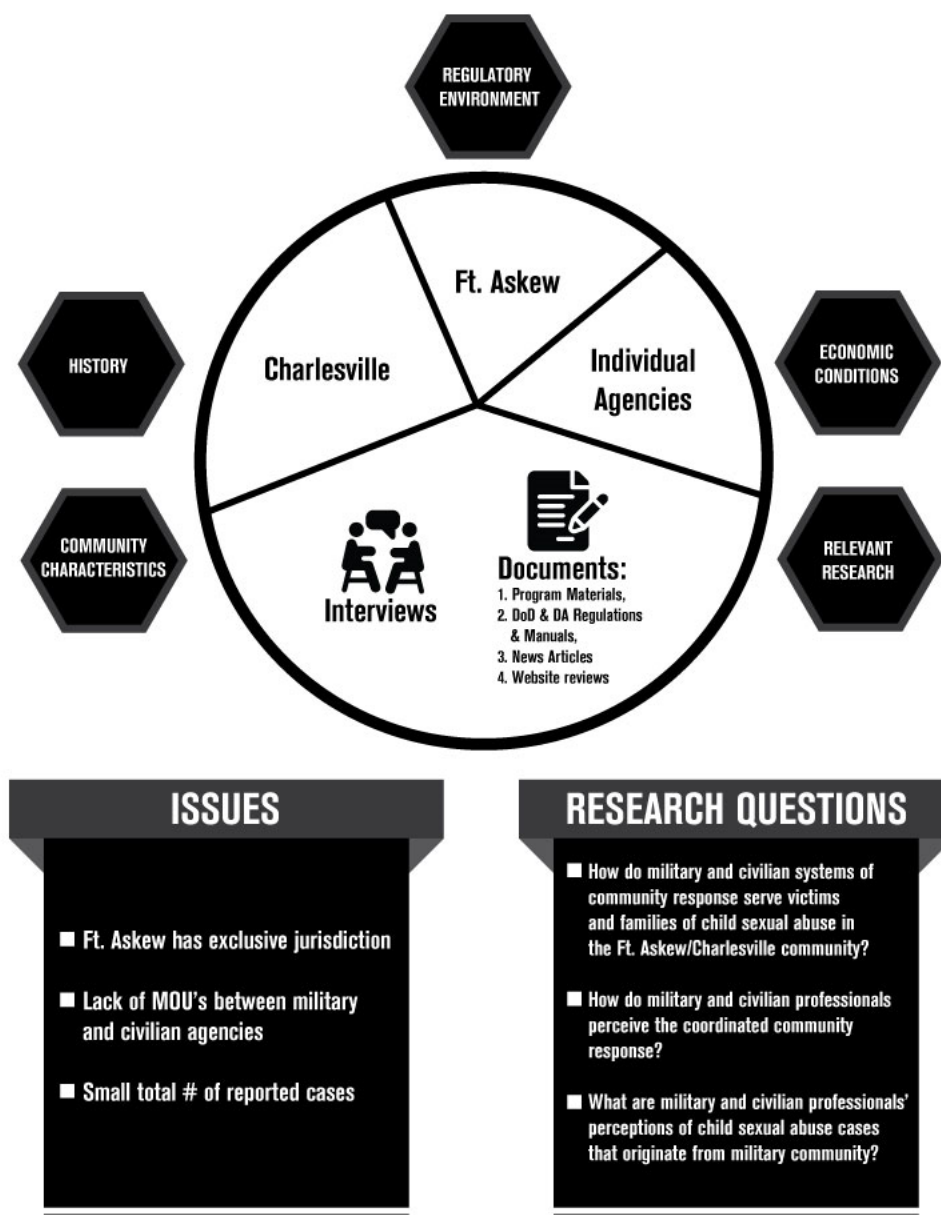 REGULATORY
ENVIRONMENT
Ft. Askew
Charlesville
Individual
Agencies
HISTORY
ECONOMIC
CONDITIONS
COMMUNITY
CHARACTERISTICS
RELEVANT
RESEARCH
Interviews
Documents:
1. Program Materials,
2. DoD & DA Regulations
& Manuals,
3. News Articles
4. Website reviews
ISSUES
■ Ft. Askew has exclusive jurisdiction
■ Lack of MOU's between military
and civilian agencies
■ Small total # of reported cases
RESEARCH QUESTIONS
■ How do military and civilian systems of
community response serve victims
and families of child sexual abuse in
the Ft. Askew/Charlesville community?
■ How do military and civilian professionals
perceive the coordinated community
response?
■ What are military and civilian professionals'
perceptions of child sexual abuse cases
that originate from military community?